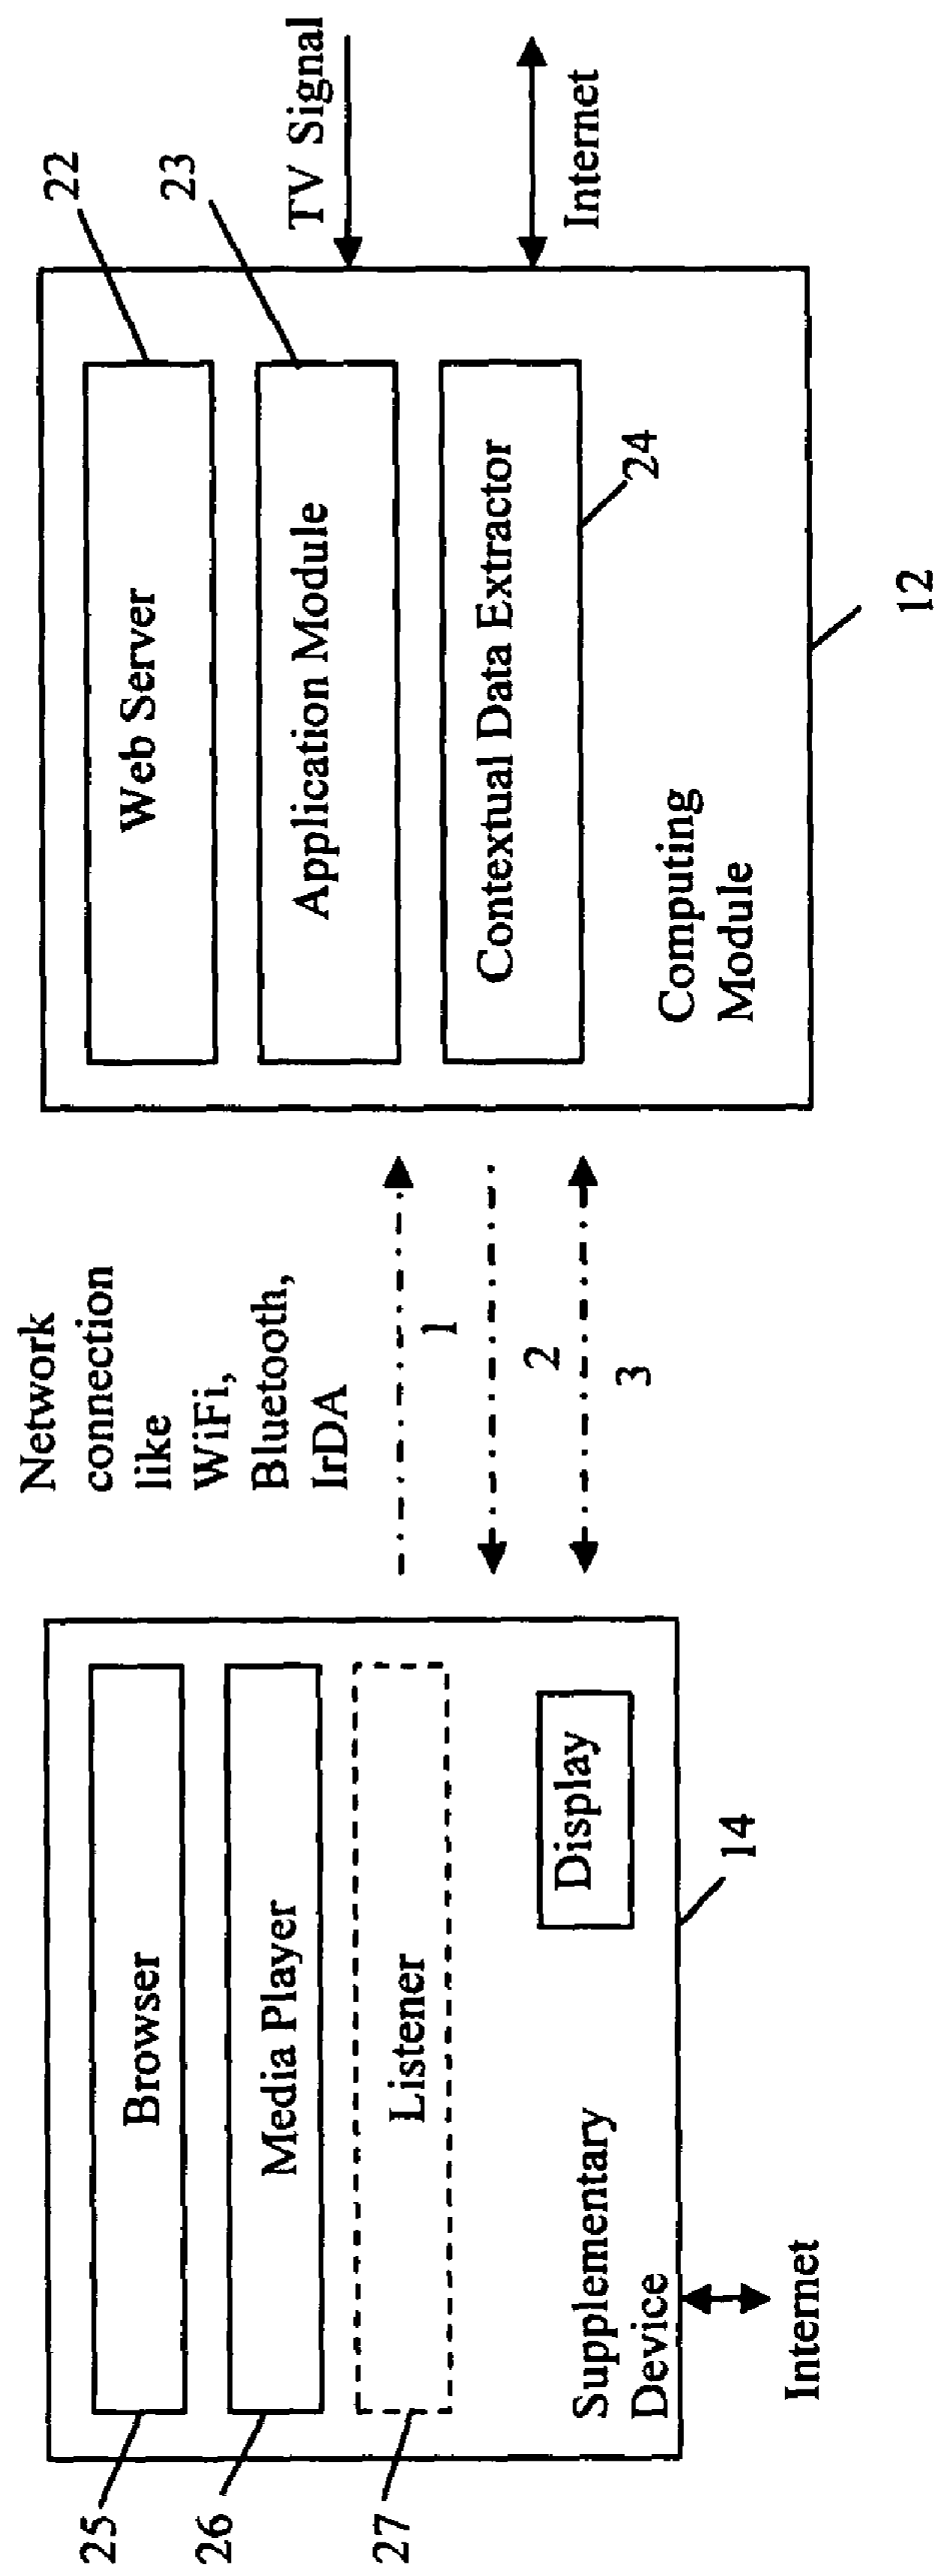 25
26
27
Browser
Media Player
Listener
Display
Supplementary
Device
14
Internet
Network
connection
like
WiFi,
Bluetooth,
IrDA
1
2
3
22
23
Web Server
Application Module
Contextual Data Extractor
24
Computing
Module
12
TV Signal
Internet